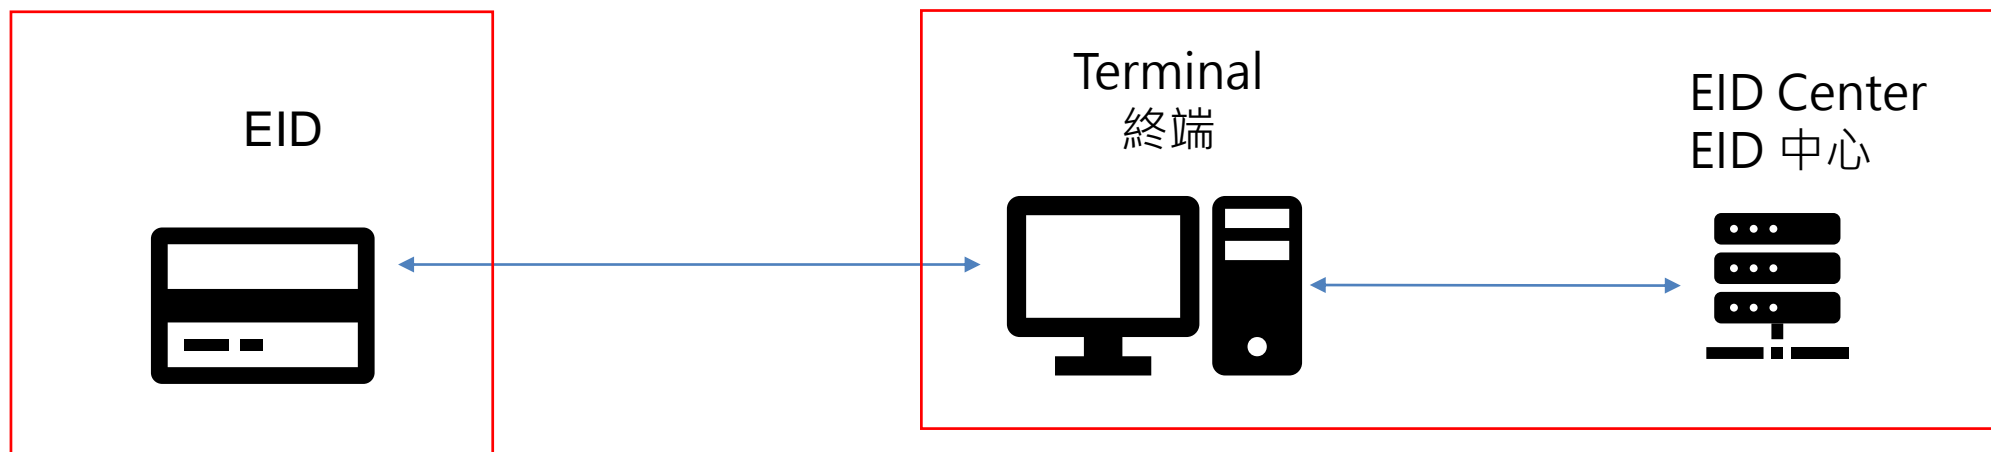 EID
Terminal
終端
EID Center
EID 中心